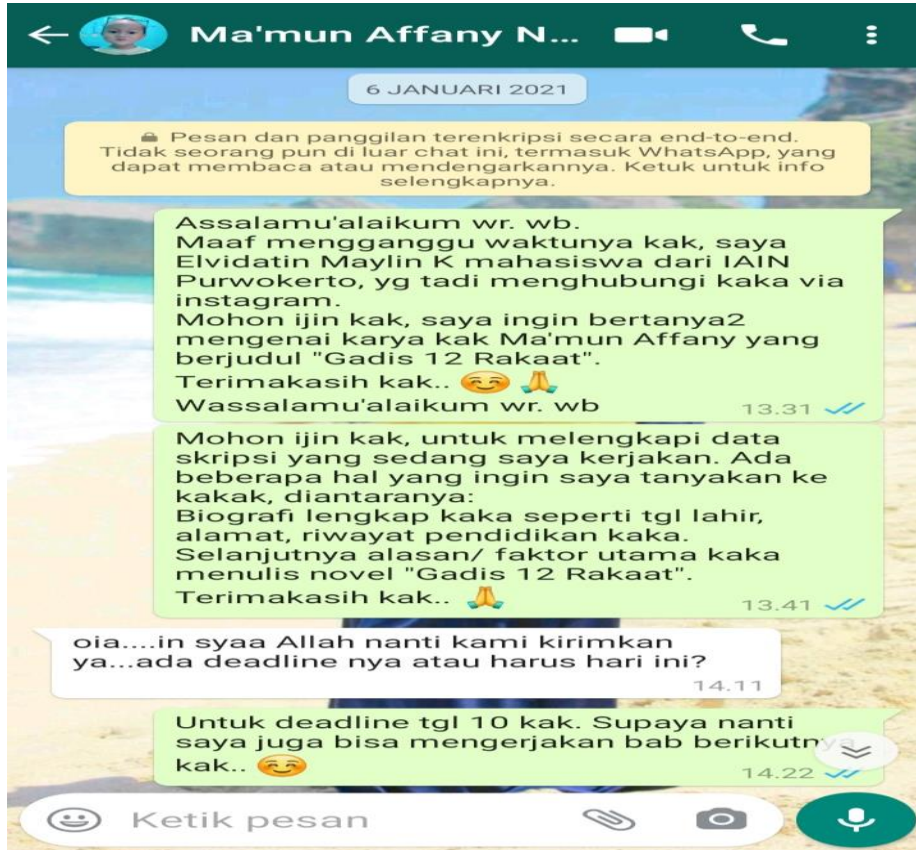 Ma'mun Affany N...
6 JANUARI 2021
Pesan dan panggilan terenkripsi secara end-to-end.
Tidak seorang pun di luar chat ini, termasuk WhatsApp, yang
dapat membaca atau mendengarkannya. Ketuk untuk info
selengkapnya.
Assalamu'alaikum wr. wb.
Maaf mengganggu waktunya kak, saya
Elvidatin Maylin K mahasiswa dari IAIN
Purwokerto, yg tadi menghubungi kaka via
instagram.
Mohon ijin kak, saya ingin bertanya2
mengenai karya kak Ma'mun Affany yang
berjudul "Gadis 12 Rakaat".
Terimakasih kak.. ☺️ 🙏
Wassalamu'alaikum wr. wb
13.31
Mohon ijin kak, untuk melengkapi data
skripsi yang sedang saya kerjakan. Ada
beberapa hal yang ingin saya tanyakan ke
kakak, diantaranya:
Biografi lengkap kaka seperti tgl lahir,
alamat, riwayat pendidikan kaka.
Selanjutnya alasan/ faktor utama kaka
menulis novel "Gadis 12 Rakaat".
Terimakasih kak.. 🙏
13.41
oia....in syaa Allah nanti kami kirimkan
ya...ada deadline nya atau harus hari ini?
14.11
Untuk deadline tgl 10 kak. Supaya nanti
saya juga bisa mengerjakan bab berikutnya
kak.. ☺️
14.22
Ketik pesan